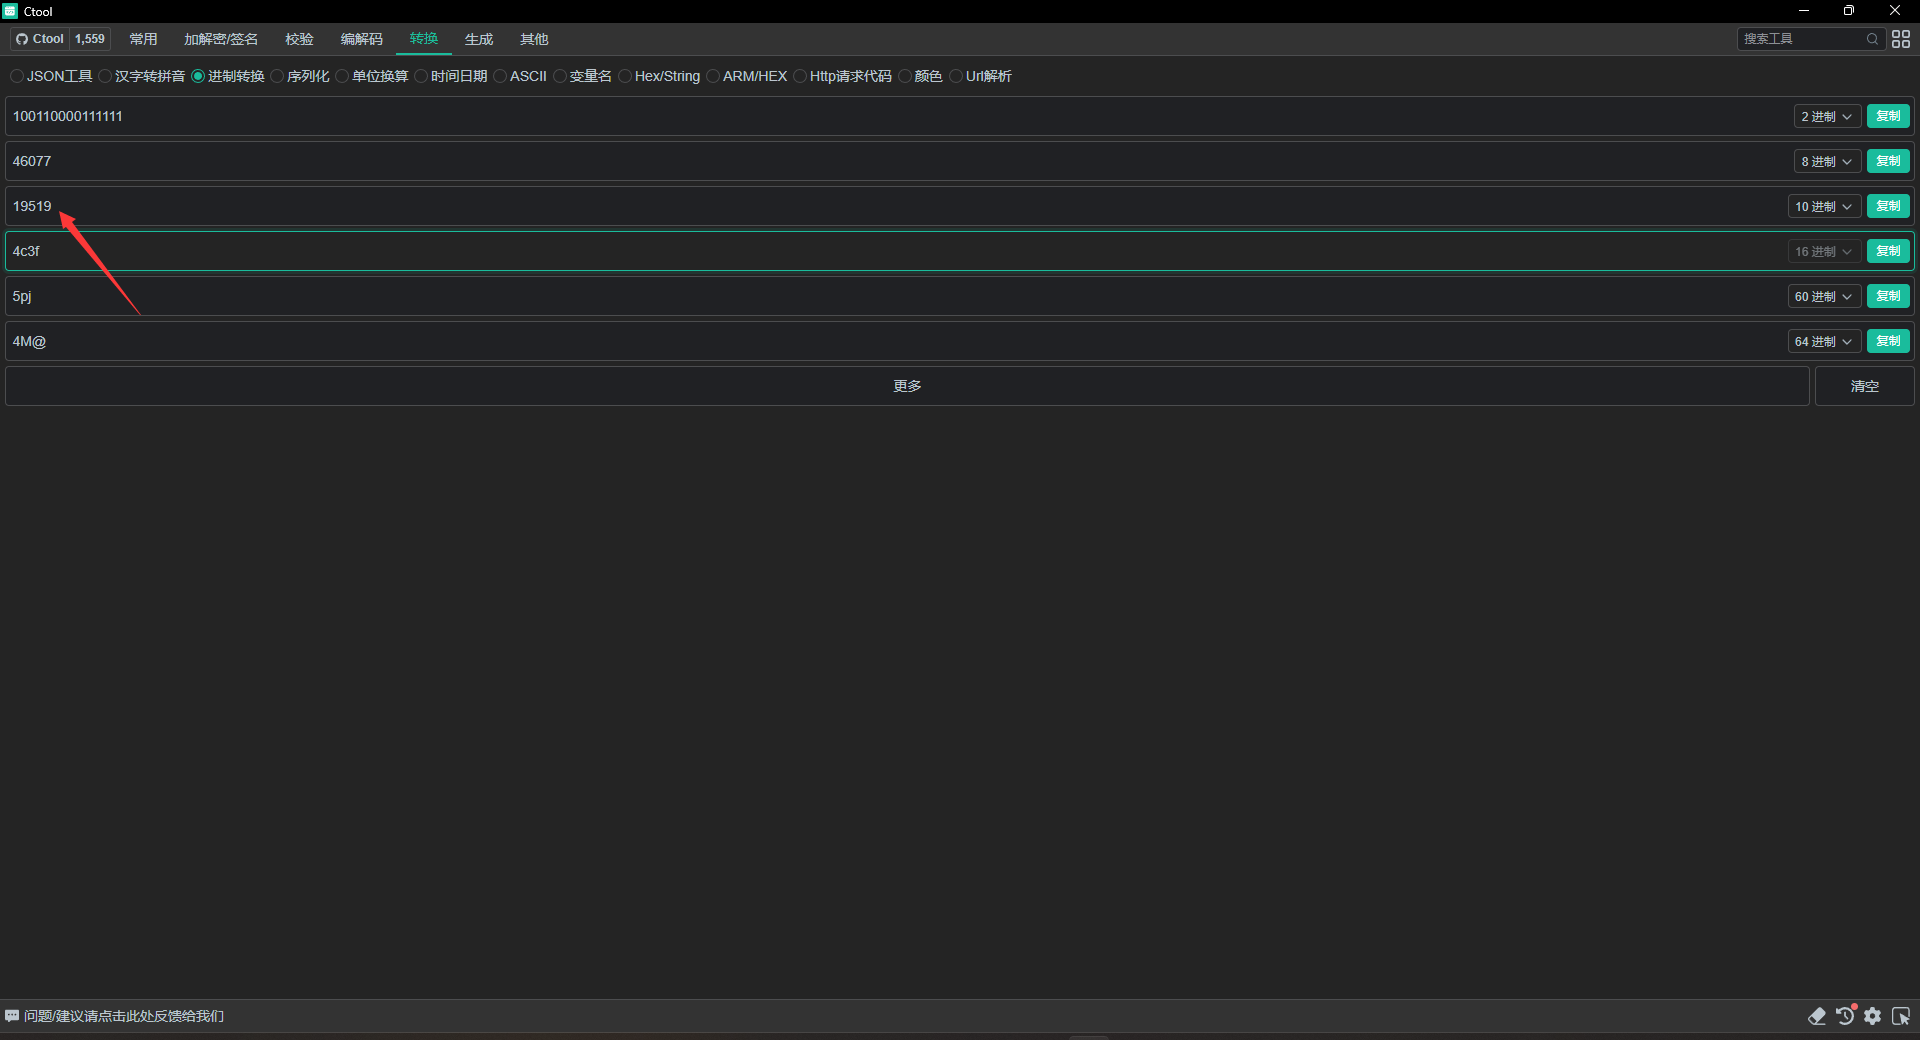 Ctool
Ctool 1,559 常用 加解密/签名 校验 编解码 转换 生成 其他 搜索工具
JSON工具 汉字转拼音 进制转换 序列化 单位换算 时间日期 ASCII 变量名 Hex/String ARM/HEX Http请求代码 颜色 Url解析
100110000111111 2 进制 复制
46077 8 进制 复制
19519 10 进制 复制
4c3f 16 进制 复制
5pj 60 进制 复制
4M@ 64 进制 复制
更多 清空
问题/建议请点击此处反馈给我们